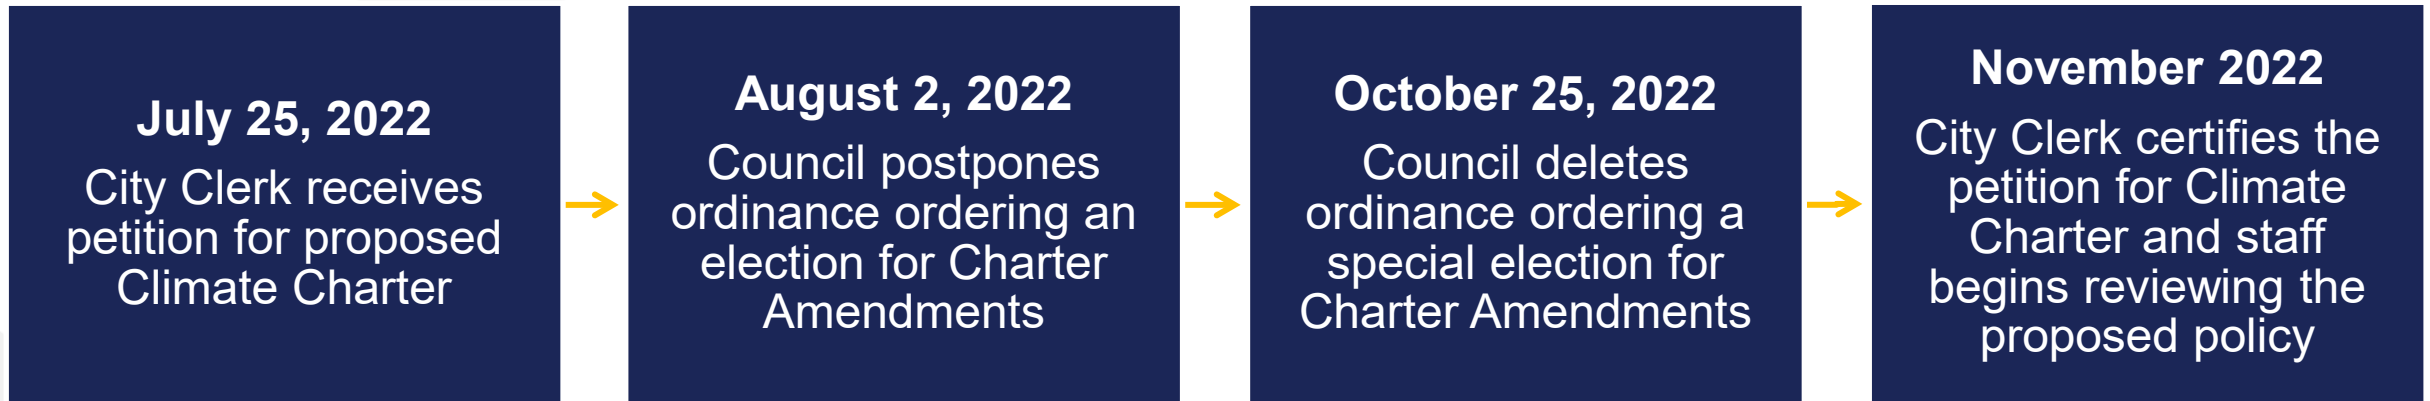 July 25, 2022
City Clerk receives
petition for proposed
Climate Charter
August 2, 2022
Council postpones
ordinance ordering an
election for Charter
Amendments
October 25, 2022
Council deletes
ordinance ordering a
special election for
Charter Amendments
November 2022
City Clerk certifies the
petition for Climate
Charter and staff
begins reviewing the
proposed policy